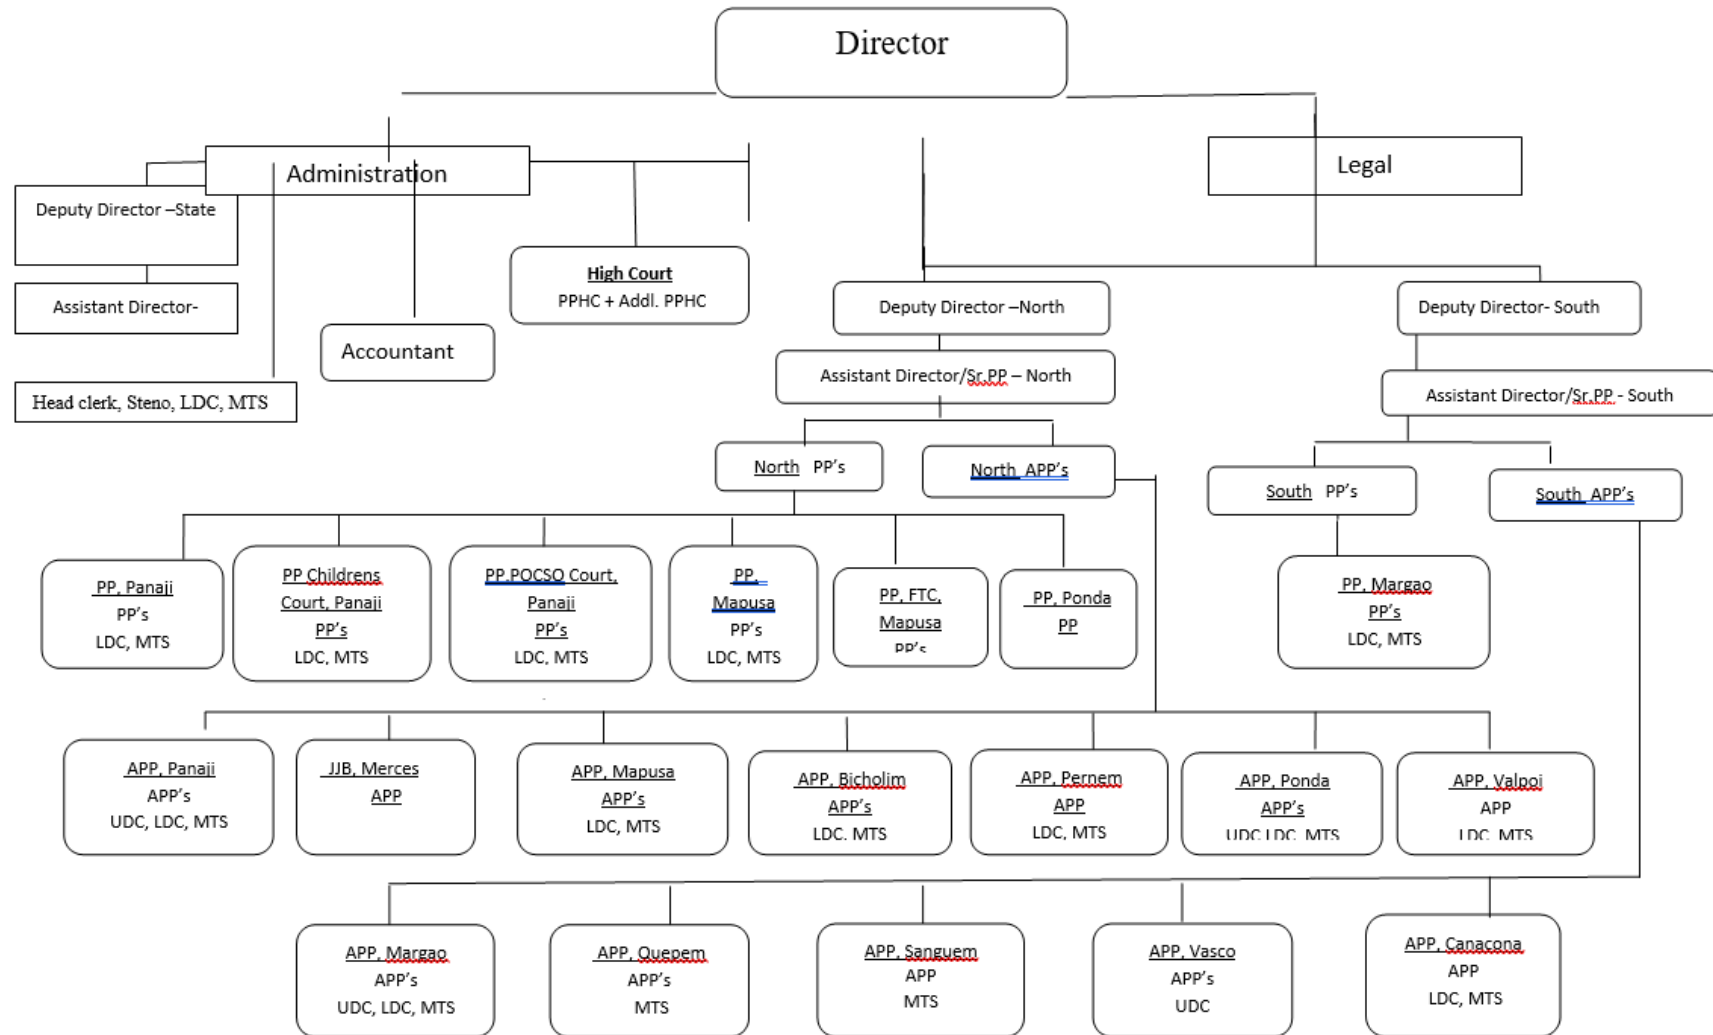 Director
Administration
Legal
Deputy Director –State
High Court
PPHC + Addl. PPHC
Assistant Director-
Deputy Director –North
Deputy Director- South
Accountant
Assistant Director/Sr.PP – North
Assistant Director/Sr.PP - South
Head clerk, Steno, LDC, MTS
North PP's
North APP's
South PP's
South APP's
PP, Panaji
PP's
LDC, MTS
PP Childrens
Court, Panaji
PP's
LDC, MTS
PP.POCSO Court,
Panaji
PP's
LDC, MTS
PP,
Mapusa
PP's
LDC, MTS
PP, FTC,
Mapusa
PP's
PP, Ponda
PP
PP, Margao
PP's
LDC, MTS
APP, Panaji
APP's
UDC, LDC, MTS
JJB, Merces
APP
APP, Mapusa
APP's
LDC, MTS
APP, Bicholim
APP's
LDC, MTS
APP, Pernem
APP
LDC, MTS
APP, Ponda
APP's
UDC LDC, MTS
APP, Valpoi
APP
LDC, MTS
APP, Margao
APP's
UDC, LDC, MTS
APP, Quepem
APP's
MTS
APP, Sanguem
APP
MTS
APP, Vasco
APP's
UDC
APP, Canacona
APP
LDC, MTS